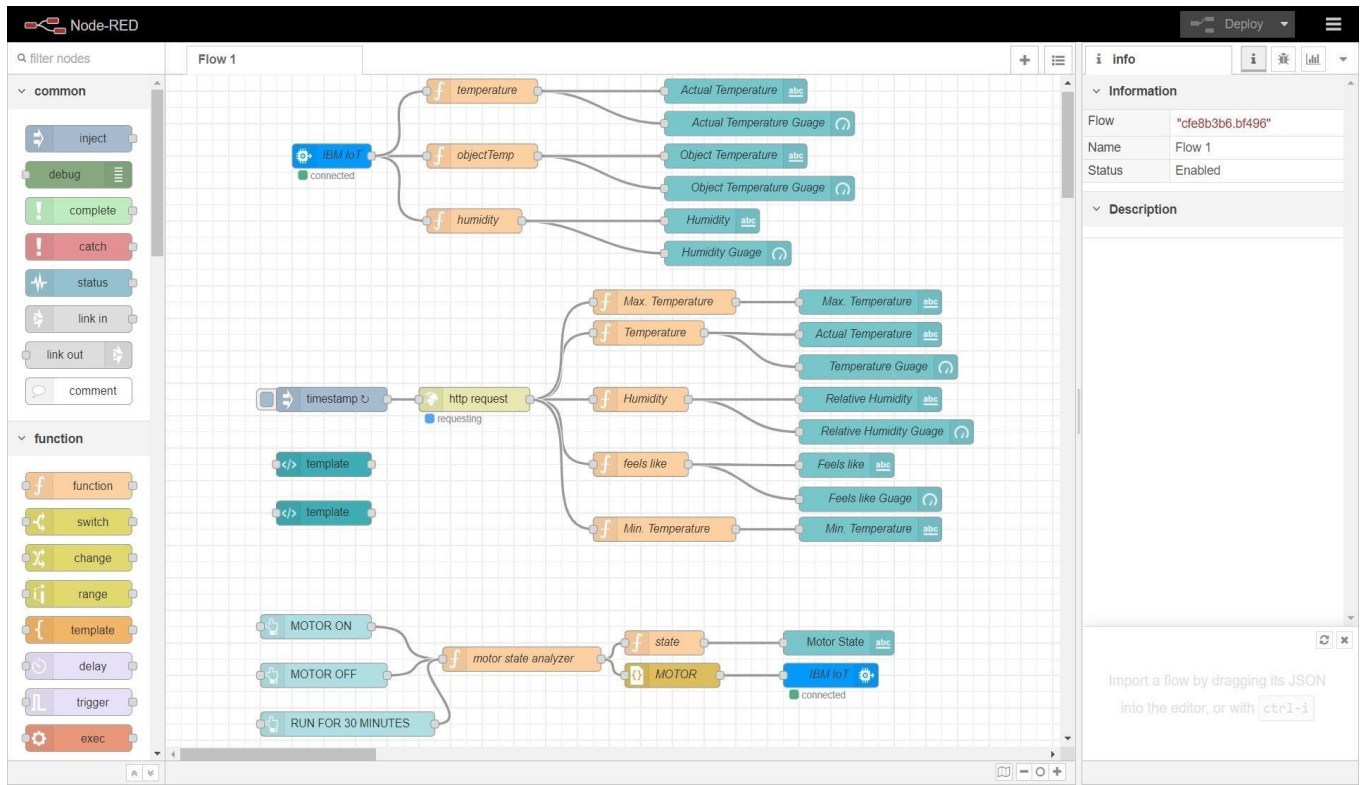 Node-RED
Deploy
filter nodes
Flow 1
i info
i
common
inject
debug
complete
catch
status
link in
link out
comment
function
function
switch
change
range
template
delay
trigger
exec
temperature
Actual Temperature abc
Actual Temperature Guage
IBM IoT
connected
objectTemp
Object Temperature abc
Object Temperature Guage
humidity
Humidity abc
Humidity Guage
Max. Temperature
Max. Temperature abc
Temperature
Actual Temperature abc
Temperature Guage
timestamp ↻
http request
requesting
Humidity
Relative Humidity abc
Relative Humidity Guage
template
feels like
Feels like abc
Feels like Guage
template
Min. Temperature
Min. Temperature abc
MOTOR ON
MOTOR OFF
RUN FOR 30 MINUTES
motor state analyzer
state
Motor State abc
MOTOR
IBM IoT
connected
Information
Flow "cfe8b3b6.bf496"
Name Flow 1
Status Enabled
Description
Import a flow by dragging its JSON
into the editor, or with ctrl-i